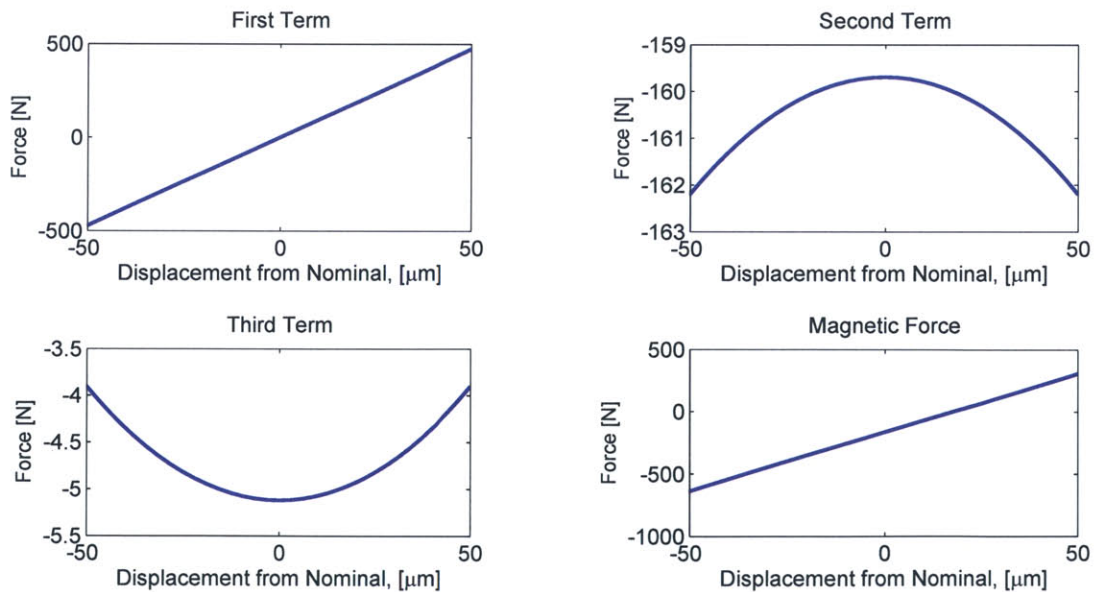 First Term
500
0
-500
-50
0
50
Force [N]
Displacement from Nominal, [μm]
Second Term
-159
-160
-161
-162
-163
-50
0
50
Force [N]
Displacement from Nominal, [μm]
Third Term
-3.5
-4
-4.5
-5
-5.5
-50
0
50
Force [N]
Displacement from Nominal, [μm]
Magnetic Force
500
0
-500
-1000
-50
0
50
Force [N]
Displacement from Nominal, [μm]